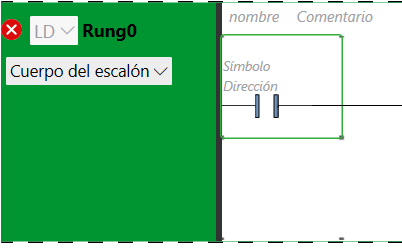 nombre Comentario
LD Rung0
Cuerpo del escalón
Símbolo
Dirección